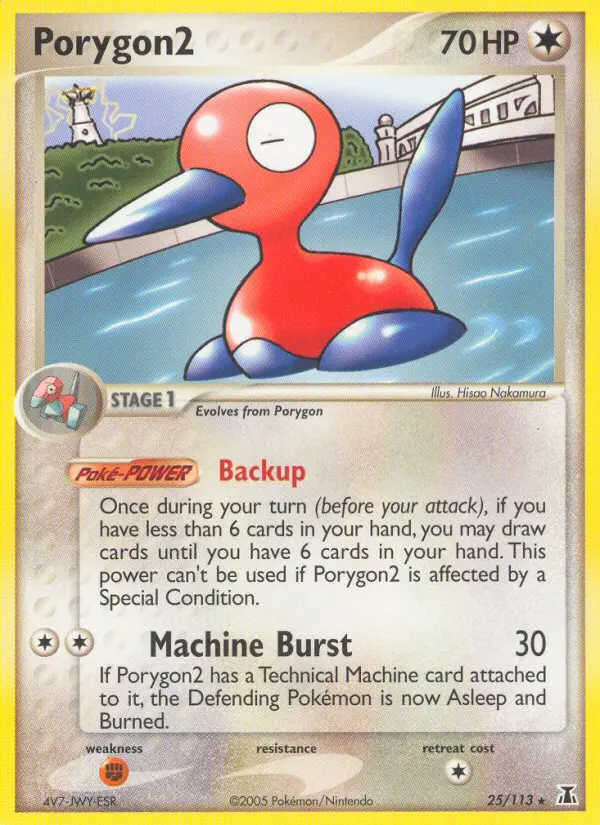 Porygon2 70 HP
Illus. Hisao Nakamura
STAGE 1
Evolves from Porygon
Poké-POWER Backup
Once during your turn (before your attack), if you
have less than 6 cards in your hand, you may draw
cards until you have 6 cards in your hand. This
power can't be used if Porygon2 is affected by a
Special Condition.
Machine Burst 30
If Porygon2 has a Technical Machine card attached
to it, the Defending Pokémon is now Asleep and
Burned.
weakness resistance retreat cost
4V7-JWY-ESR ©2005 Pokémon/Nintendo 25/113 ★